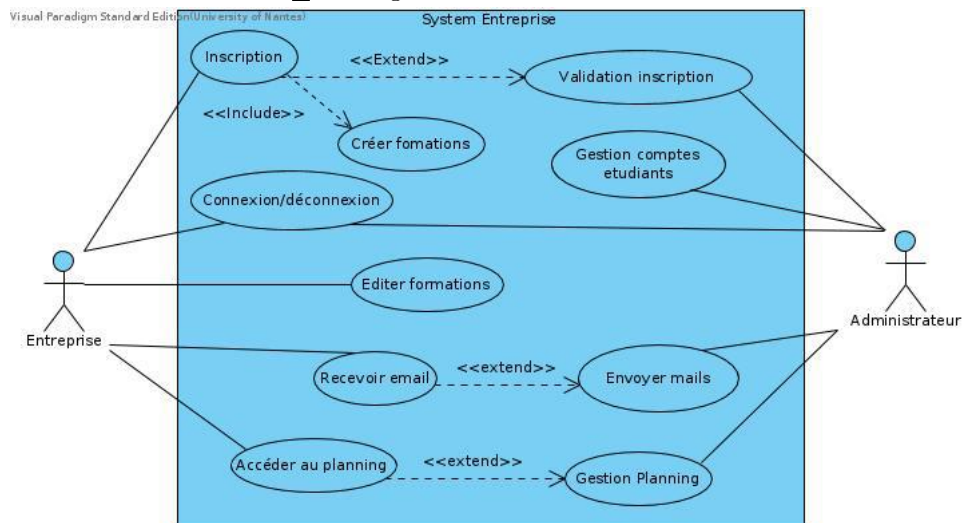 Visual Paradigm Standard Edition(University of Nantes)
System Entreprise
Inscription
<<Extend>>
Validation inscription
<<Include>>
Créer fomations
Gestion comptes
etudiants
Connexion/déconnexion
Editer formations
Entreprise
Administrateur
Recevoir email
<<extend>>
Envoyer mails
Accéder au planning
<<extend>>
Gestion Planning